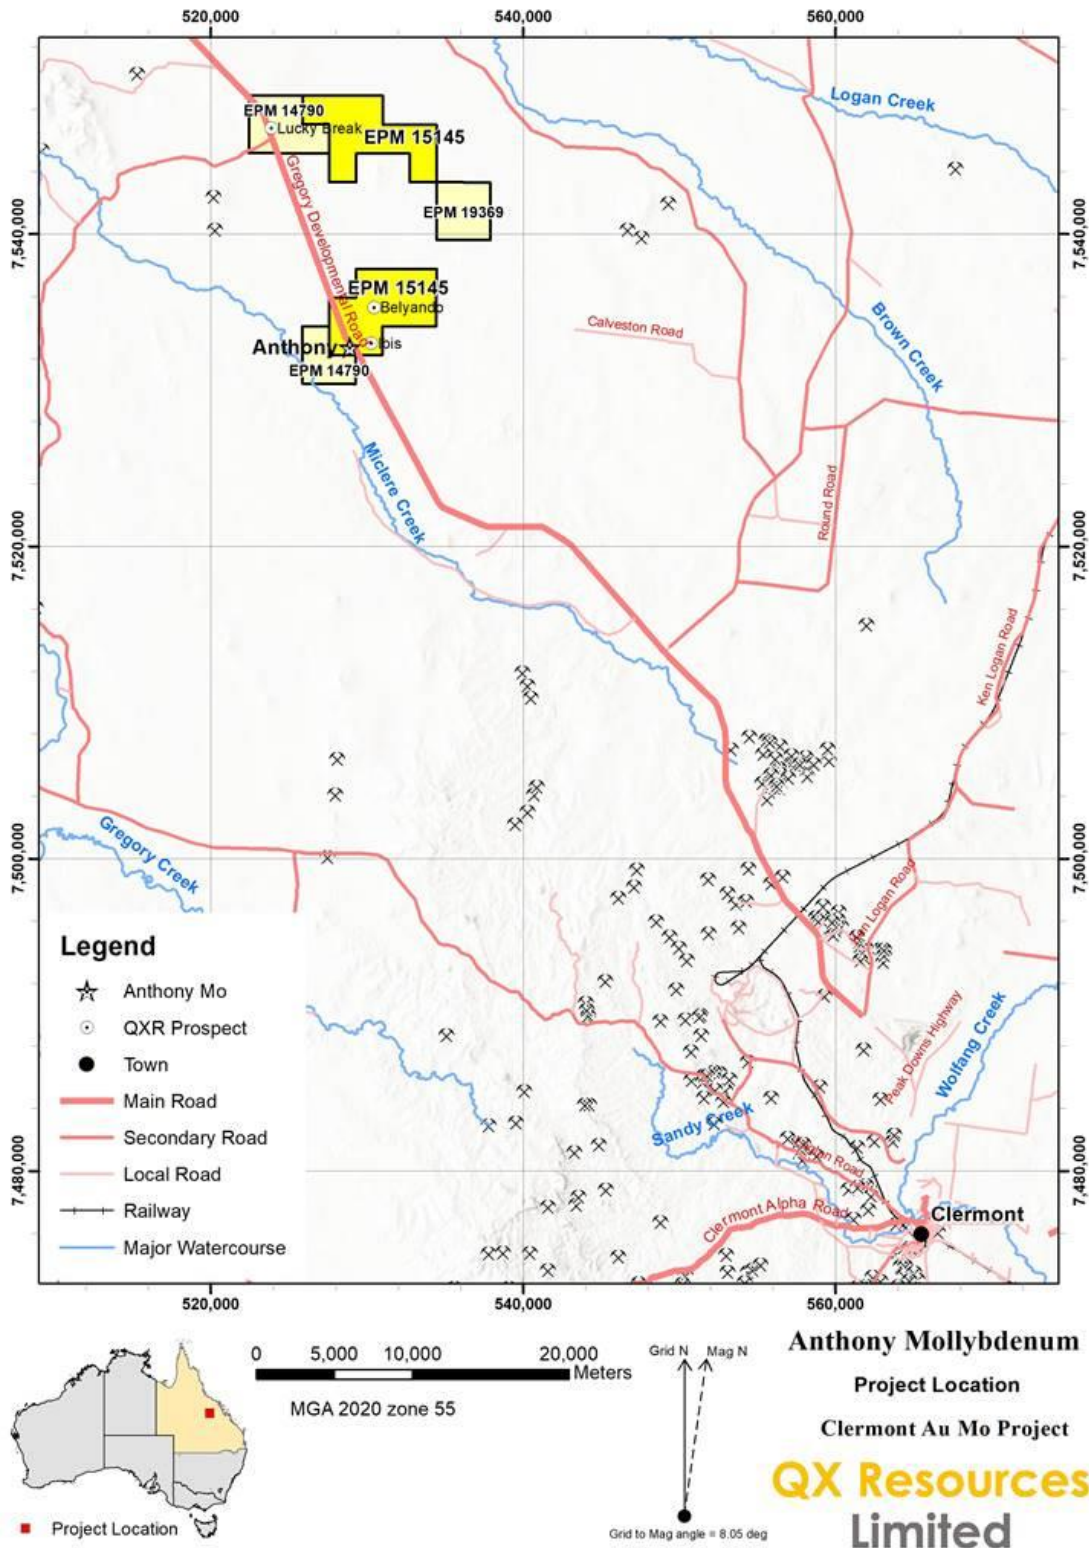 520,000
540,000
560,000
Logan Creek
EPM 14790
Lucky Break
EPM 15145
EPM 19369
7,540,000
7,540,000
Gregory Developmental Road
EPM 15145
Belyando
Calveston Road
Brown Creek
Anthony
Ibis
EPM 14790
Miclere Creek
Round Road
7,520,000
7,520,000
Ken Logan Road
Gregory Creek
7,500,000
7,500,000
Ken Logan Road
Legend
Anthony Mo
QXR Prospect
Town
Main Road
Secondary Road
Local Road
Railway
Major Watercourse
Peak Downs Highway
Wolfang Creek
Sandy Creek
Road
7,480,000
7,480,000
Clermont Alpha Road
Clermont
520,000
540,000
560,000
0 5,000 10,000 20,000
Meters
MGA 2020 zone 55
Project Location
Grid N Mag N
Grid to Mag angle = 8.05 deg
Anthony Mollybdenum
Project Location
Clermont Au Mo Project
QX Resources
Limited